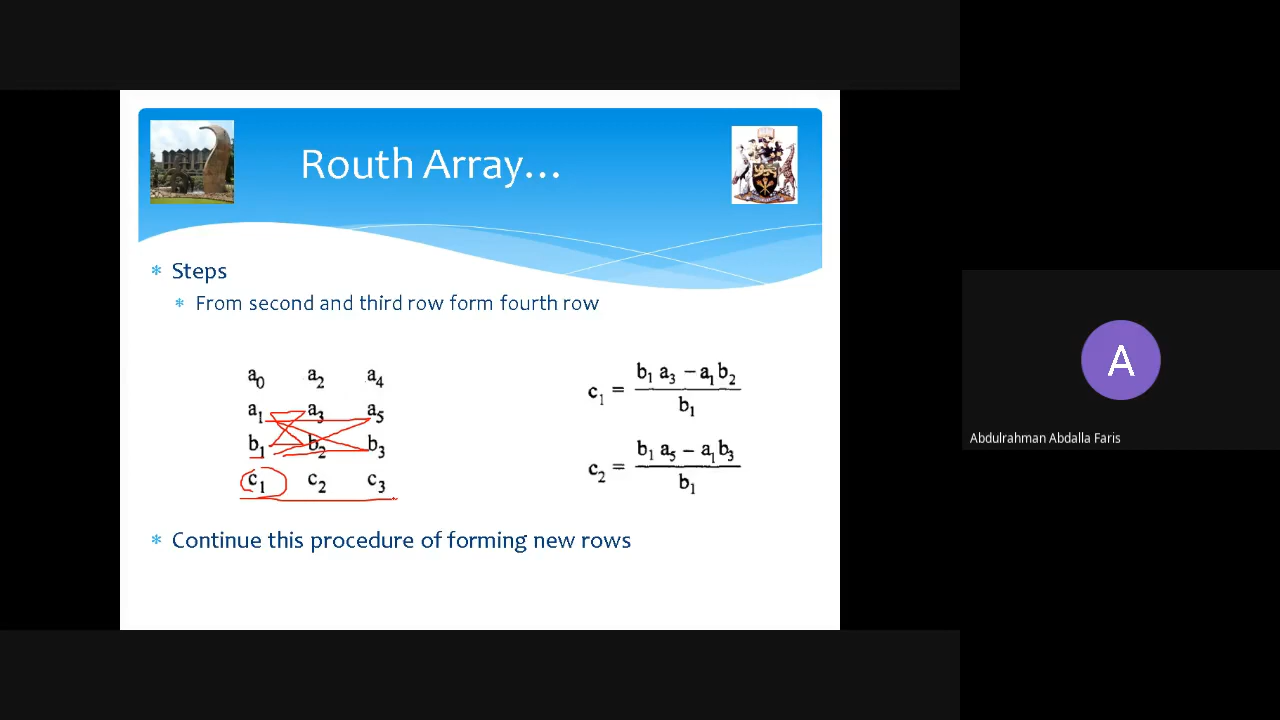 Routh Array...
* Steps
* From second and third row form fourth row
a₀ a₂ a₄
a₁ a₃ a₅
b₁ b₂ b₃
c₁ c₂ c₃
c₁ = (b₁ a₃ − a₁ b₂) / b₁
c₂ = (b₁ a₅ − a₁ b₃) / b₁
* Continue this procedure of forming new rows
A
Abdulrahman Abdalla Faris